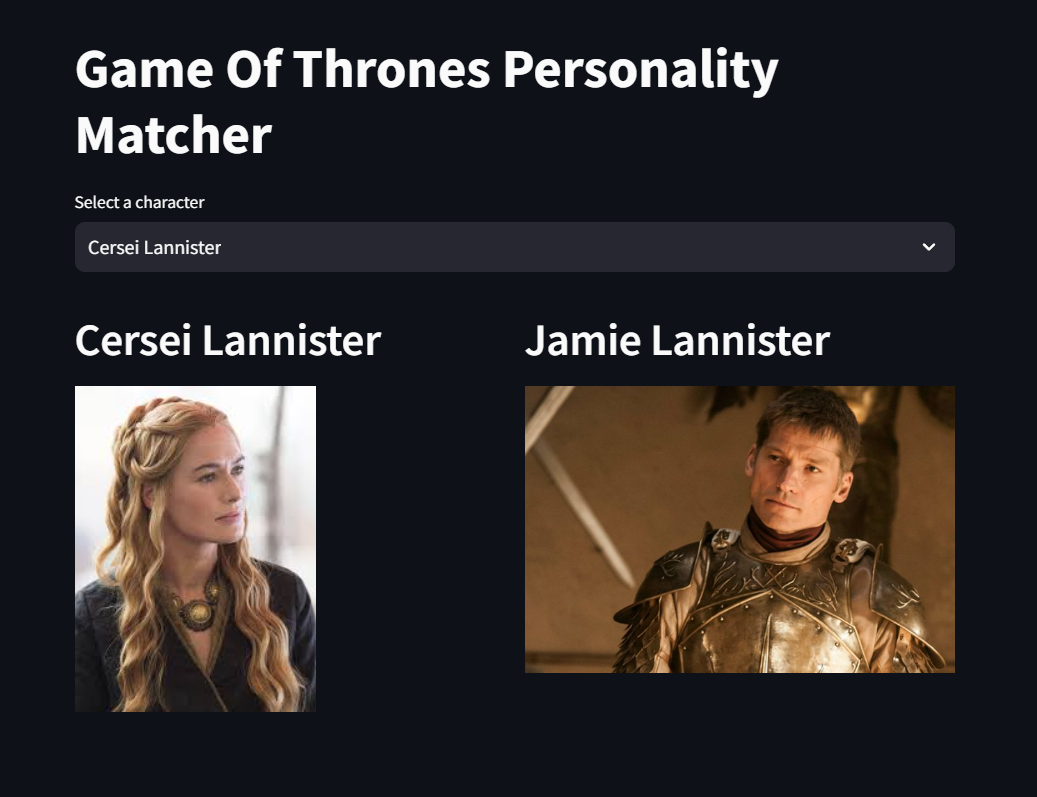 Game Of Thrones Personality
Matcher
Select a character
Cersei Lannister
Cersei Lannister
Jamie Lannister